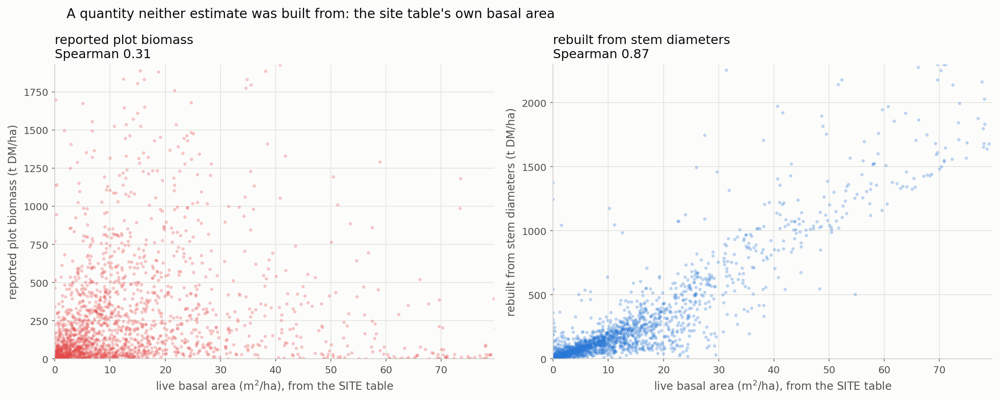 A quantity neither estimate was built from: the site table's own basal area
reported plot biomass
Spearman 0.31
reported plot biomass (t DM/ha)
1750
1500
1250
1000
750
500
250
0
0 10 20 30 40 50 60 70
live basal area (m²/ha), from the SITE table
rebuilt from stem diameters
Spearman 0.87
rebuilt from stem diameters (t DM/ha)
2000
1500
1000
500
0
0 10 20 30 40 50 60 70
live basal area (m²/ha), from the SITE table